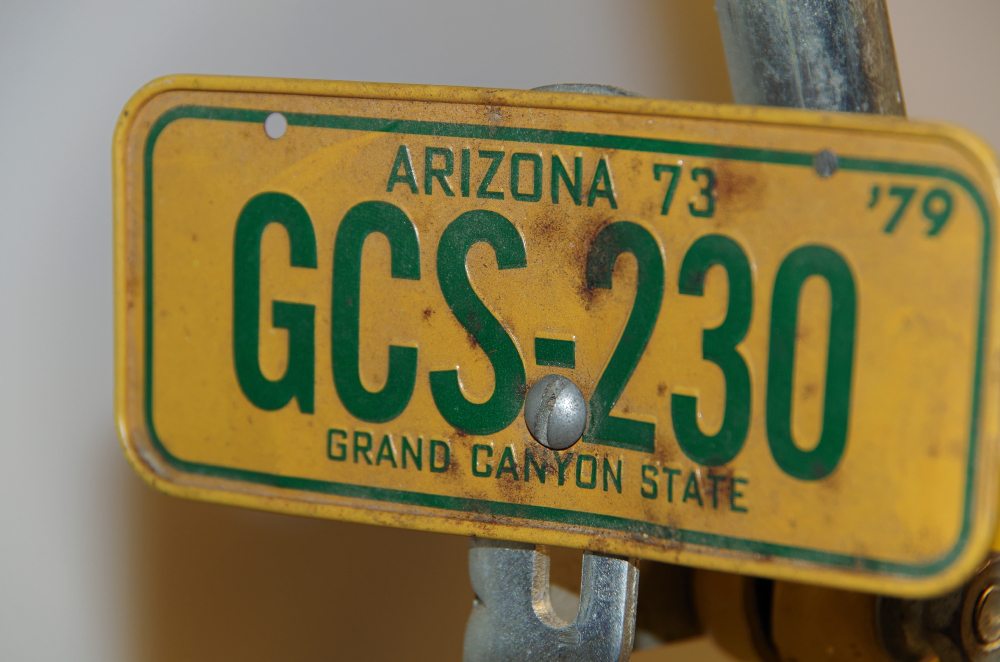 ARIZONA 73
'79
GCS-230
GRAND CANYON STATE